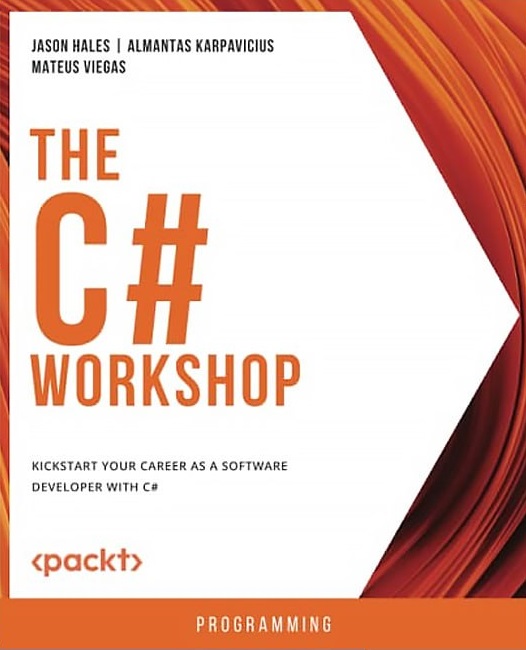 JASON HALES | ALMANTAS KARPAVICIUS
MATEUS VIEGAS
THE
C#
WORKSHOP
KICKSTART YOUR CAREER AS A SOFTWARE
DEVELOPER WITH C#
<packt>
PROGRAMMING